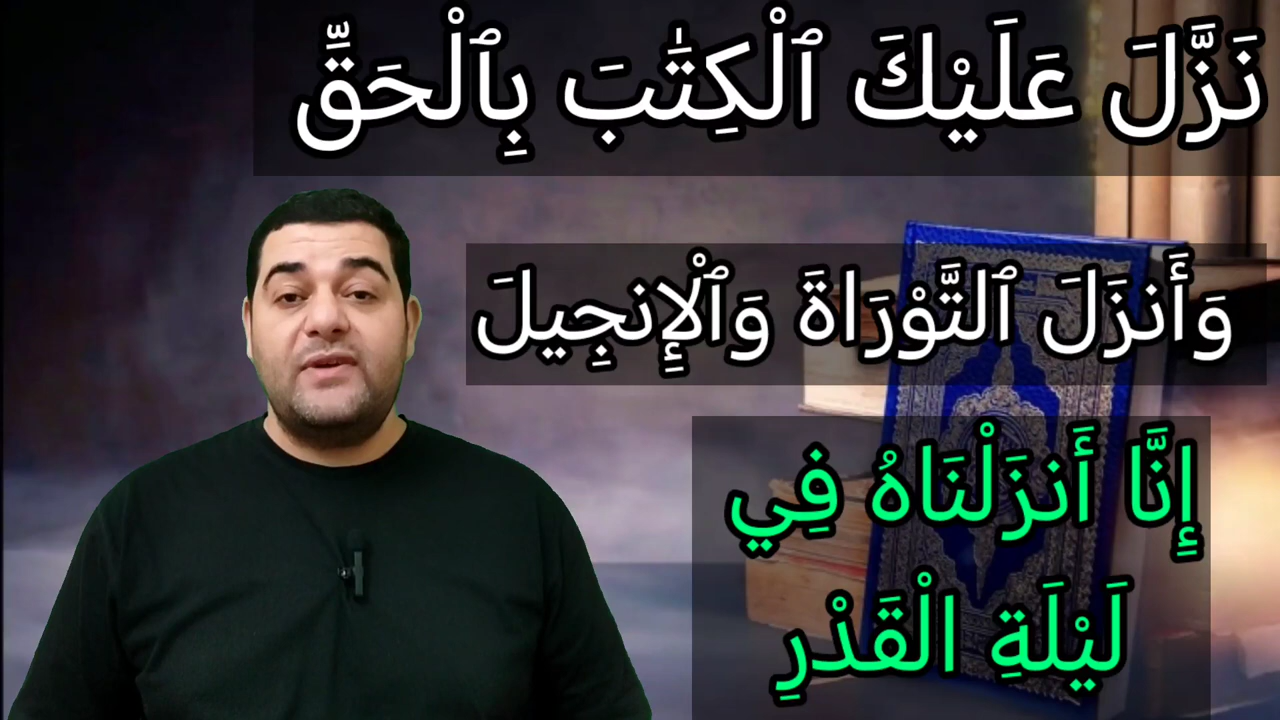 نَزَّلَ عَلَيْكَ ٱلْكِتَٰبَ بِٱلْحَقِّ
وَأَنزَلَ ٱلتَّوْرَاةَ وَٱلْإِنجِيلَ
إِنَّا أَنزَلْنَاهُ فِي
لَيْلَةِ الْقَدْرِ